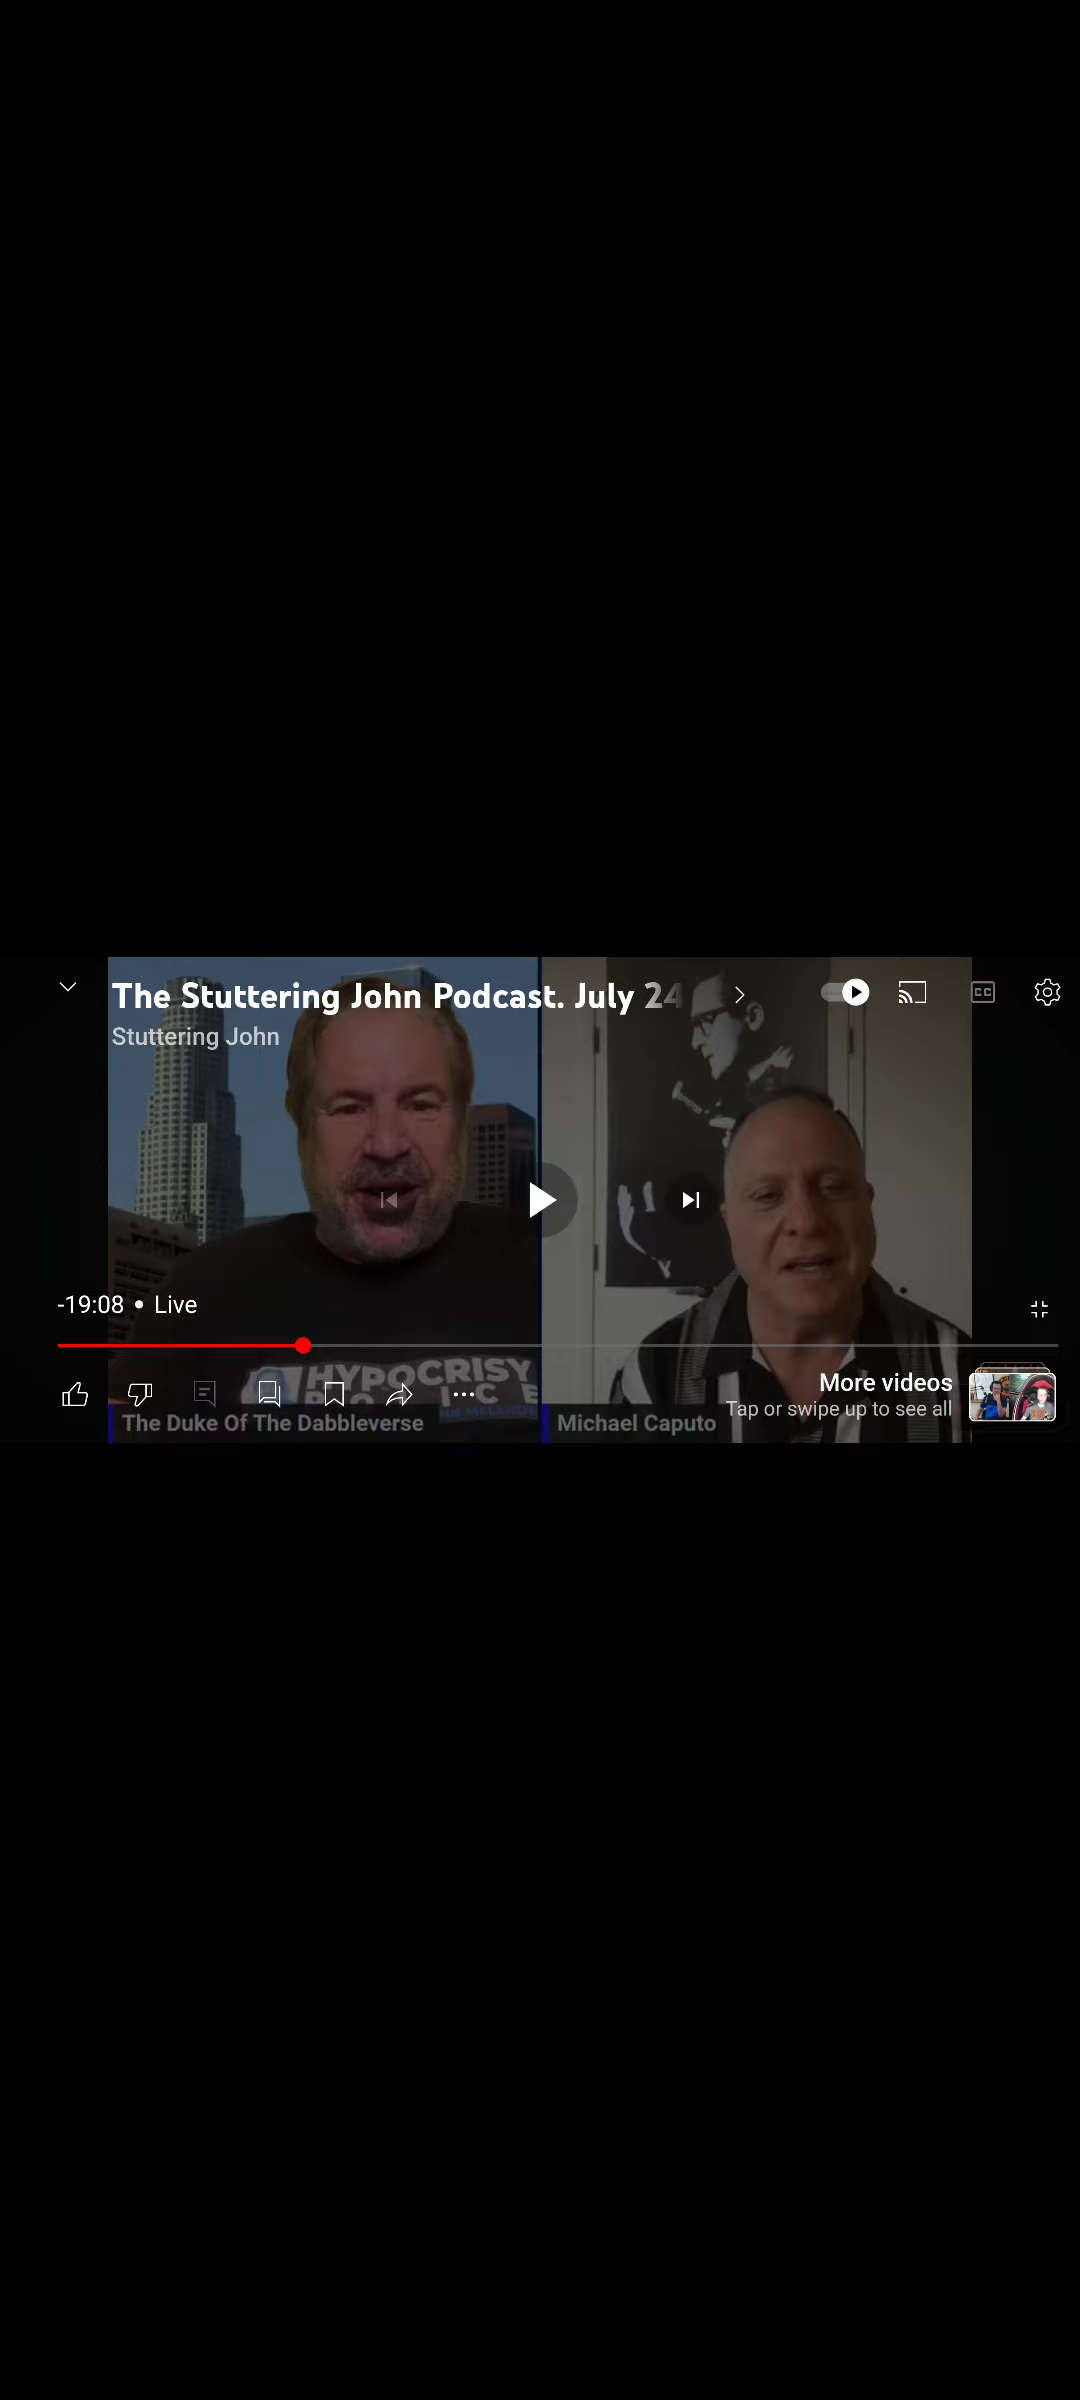 The Stuttering John Podcast. July 24
CC
Stuttering John
-19:08 • Live
HYPOCRISY
More videos
Tap or swipe up to see all
The Duke Of The Dabbleverse
Michael Caputo